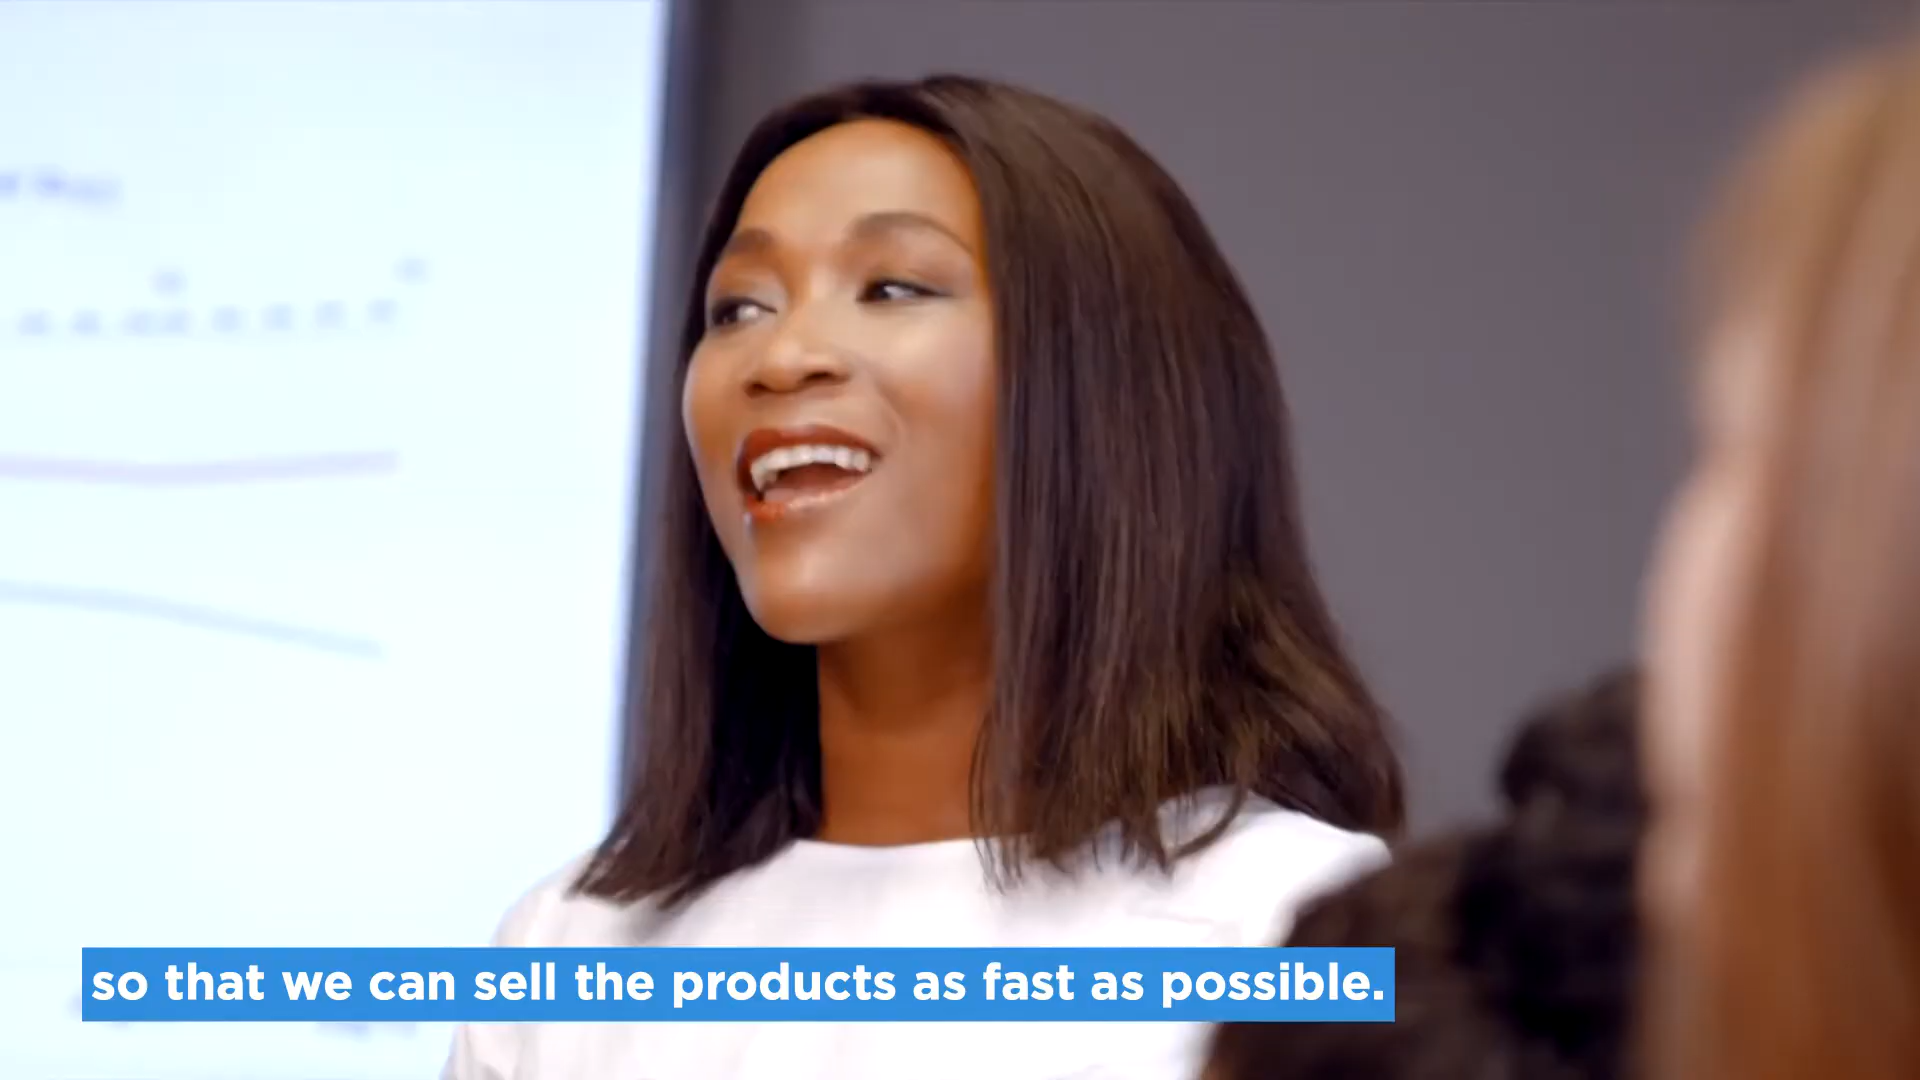 so that we can sell the products as fast as possible.